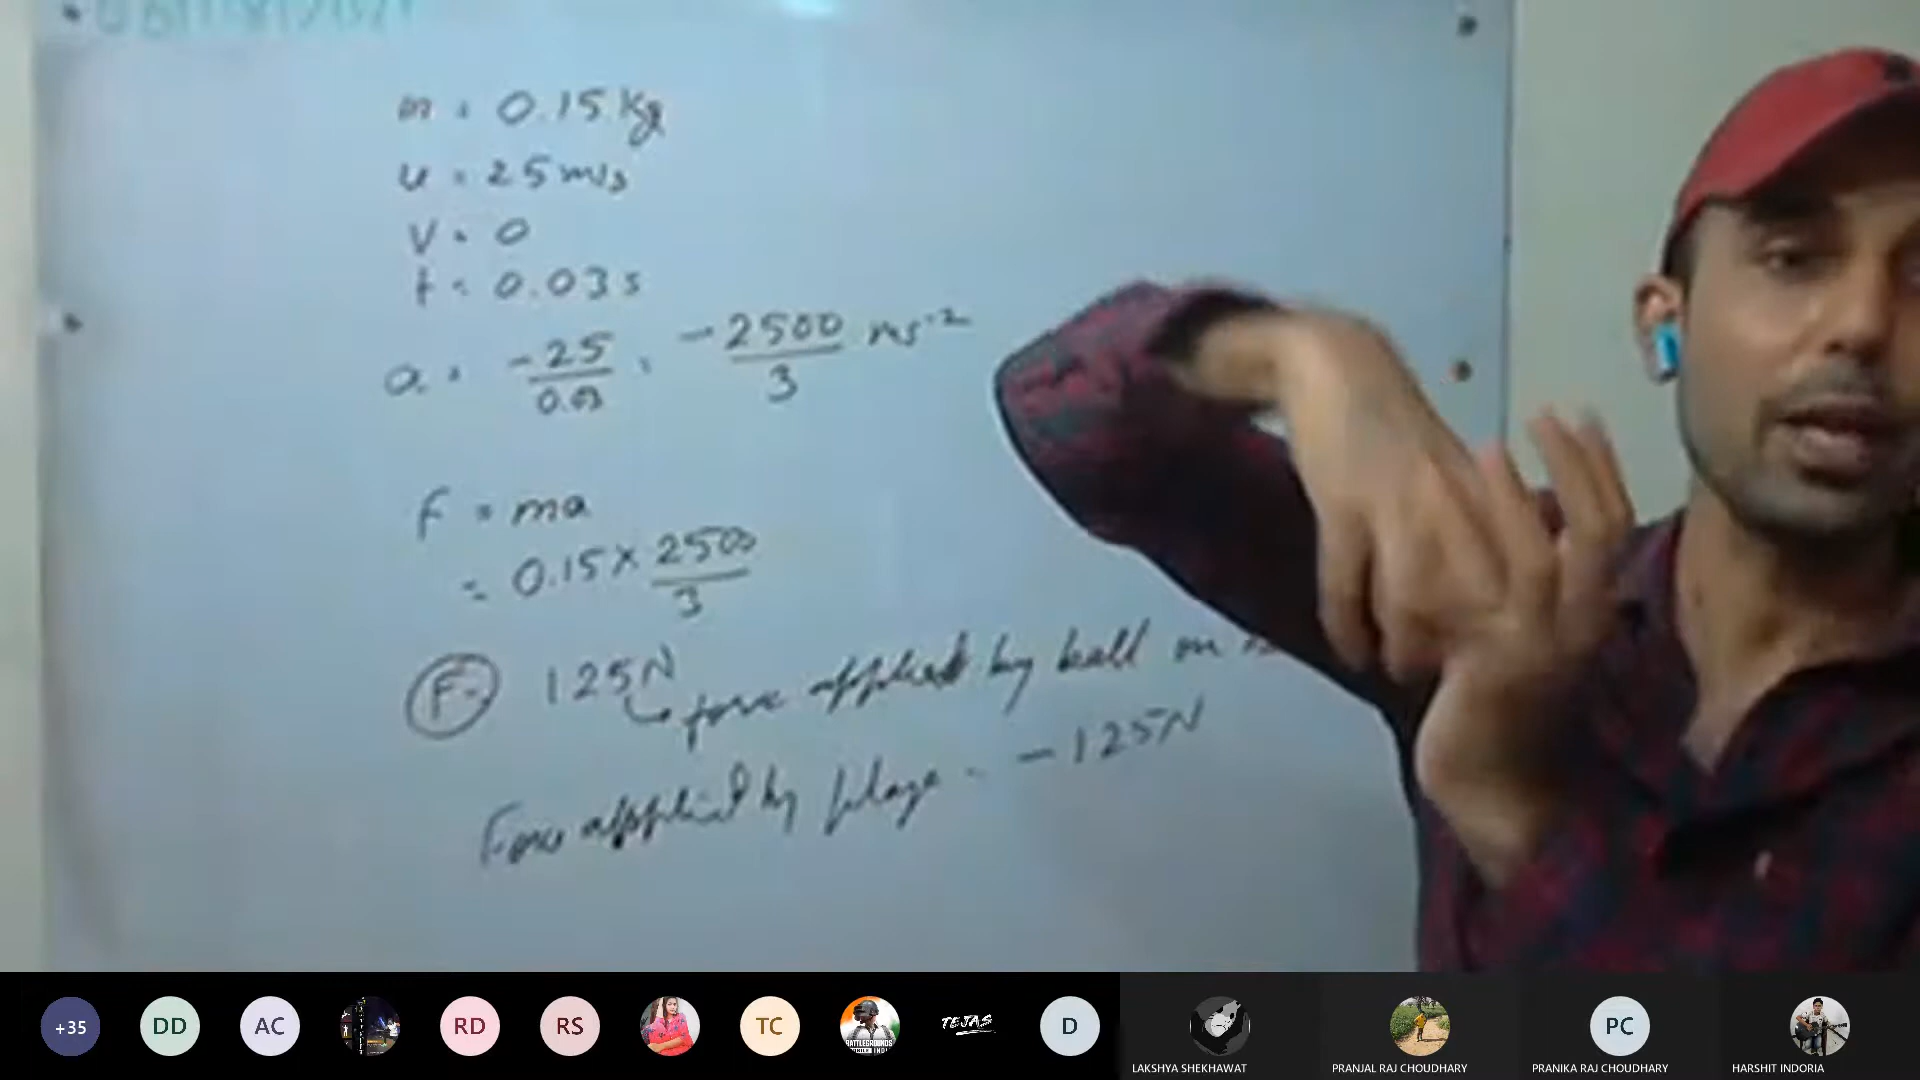 m = 0.15 Kg
u = 25 m/s
V = 0
t = 0.03 s
a = -25/0.03 = -2500/3 ms⁻²
F = ma
= 0.15 × 2500/3
F = 125N
force applied by ball on
Force applied by = -125N
+35
DD
AC
RD
RS
TC
BATTLEGROUNDS
TEJAS
D
PC
LAKSHYA SHEKHAWAT
PRANJAL RAJ CHOUDHARY
PRANIKA RAJ CHOUDHARY
HARSHIT INDORIA